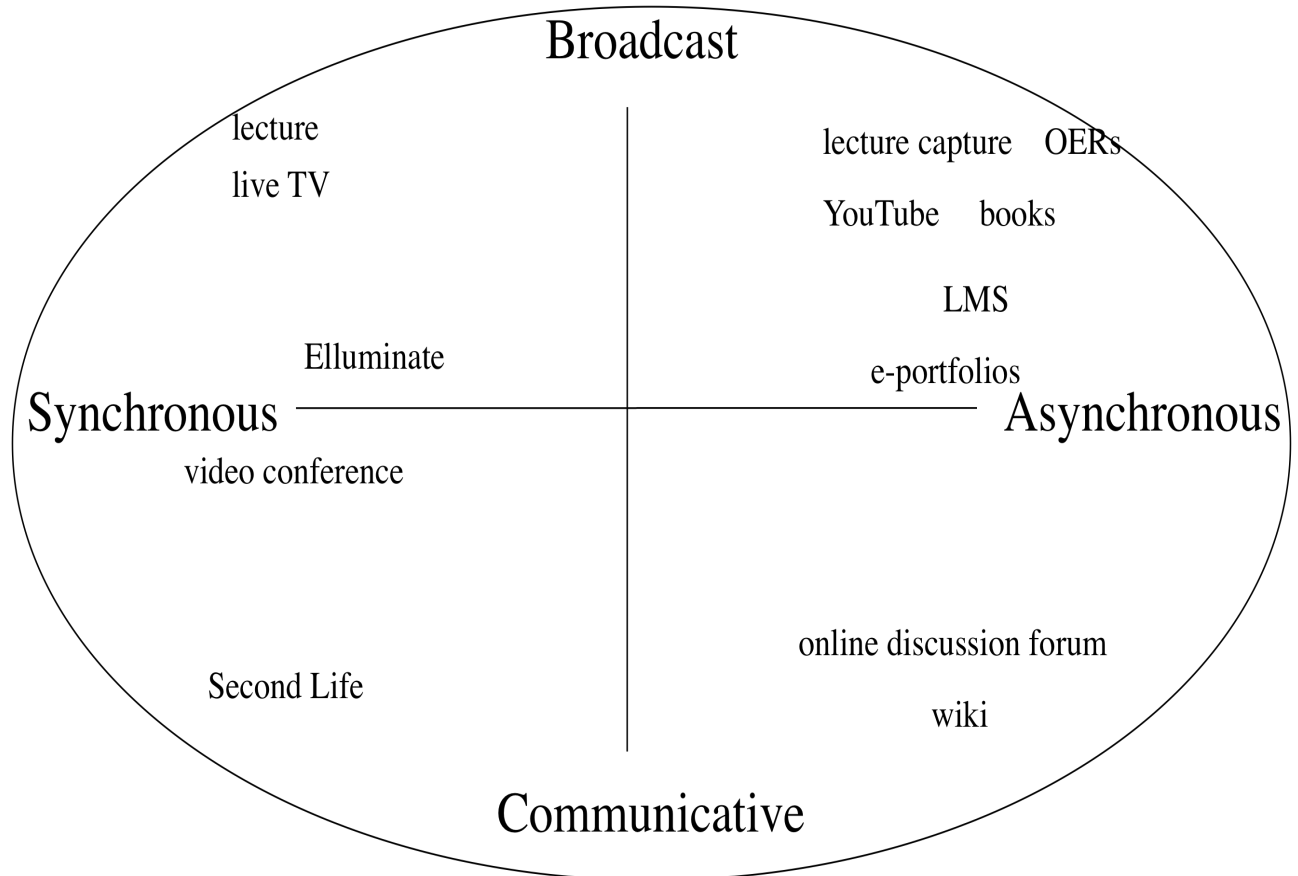 Broadcast
lecture
lecture capture OERs
live TV
YouTube books
LMS
Elluminate
e-portfolios
Synchronous
Asynchronous
video conference
online discussion forum
Second Life
wiki
Communicative